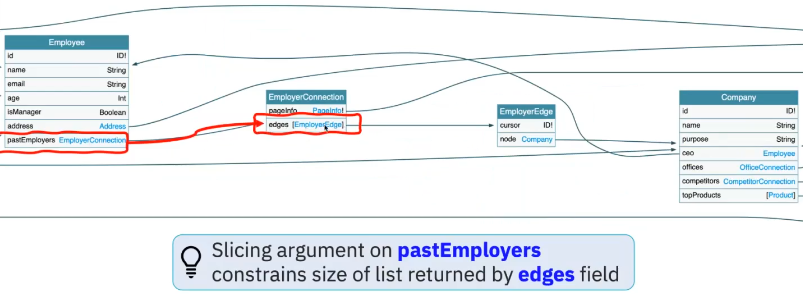 Employee
id ID!
name String
email String
age Int
isManager Boolean
address Address
pastEmployers EmployerConnection
EmployerConnection
pageInfo PageInfo!
edges [EmployerEdge]
EmployerEdge
cursor ID!
node Company
Company
id ID!
name String
purpose String
ceo Employee
offices OfficeConnection
competitors CompetitorConnection
topProducts [Product]
Slicing argument on pastEmployers
constrains size of list returned by edges field